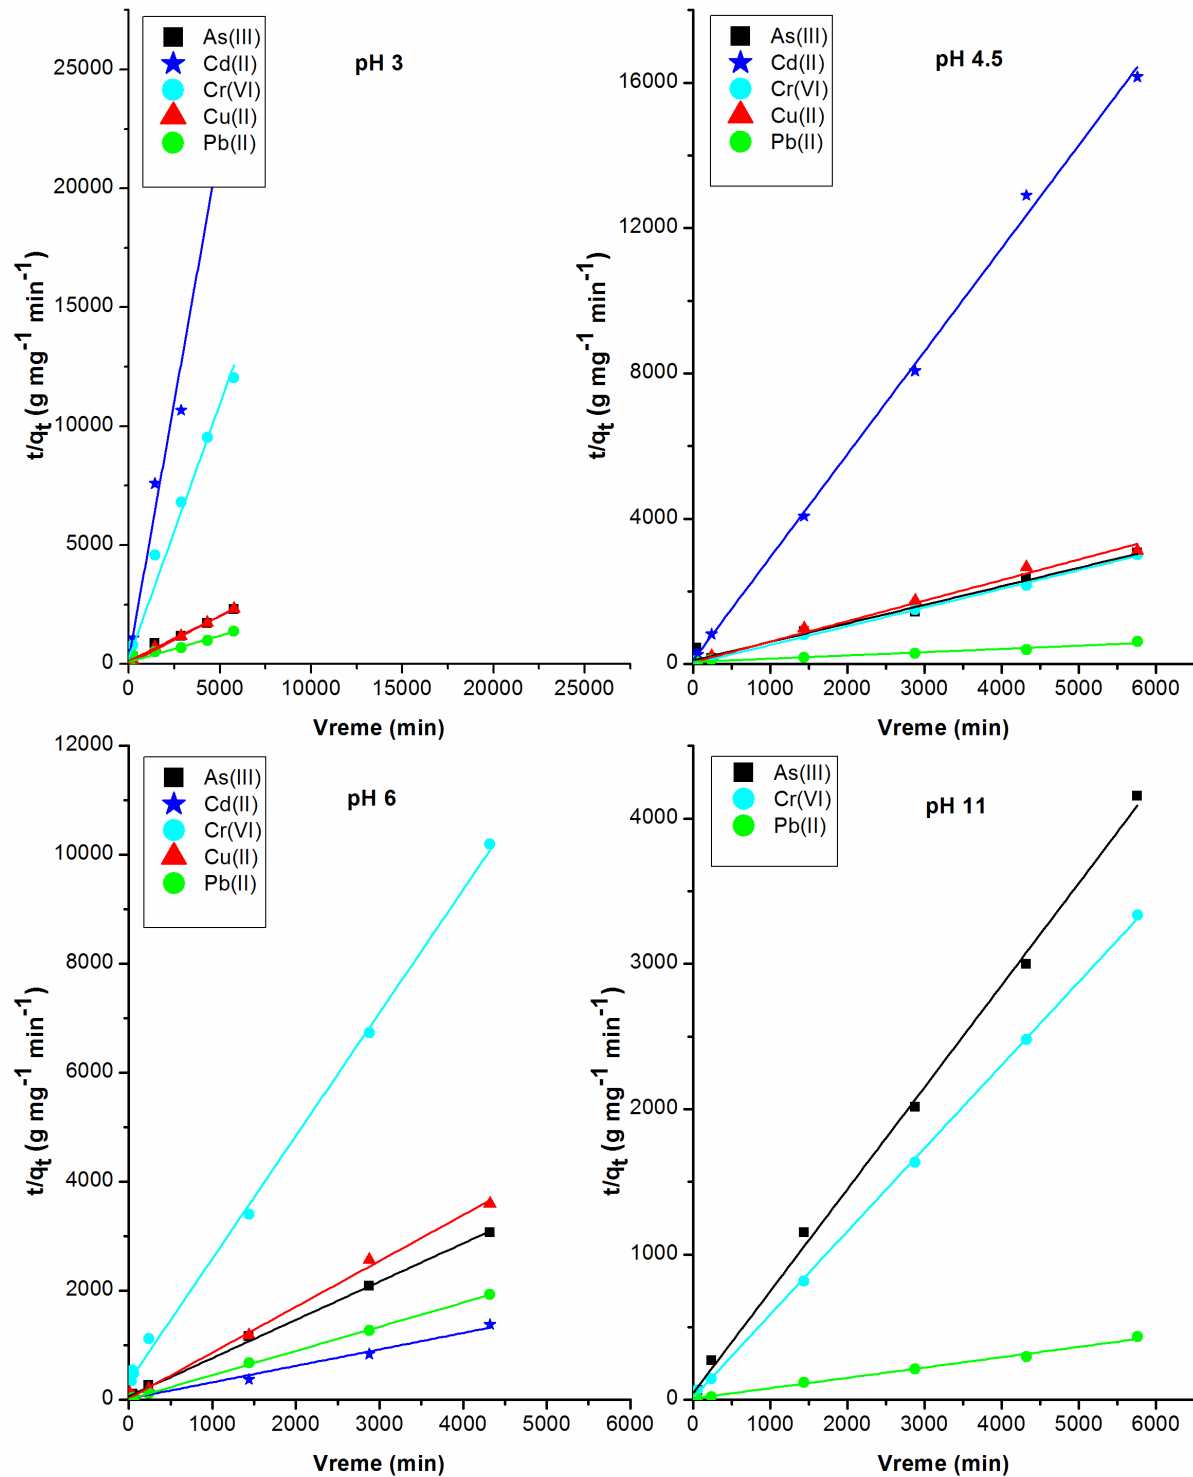 pH 3
As(III)
Cd(II)
Cr(VI)
Cu(II)
Pb(II)
25000
20000
15000
10000
5000
0
t/qt (g mg-1 min-1)
0 5000 10000 15000 20000 25000
Vreme (min)
pH 4.5
As(III)
Cd(II)
Cr(VI)
Cu(II)
Pb(II)
16000
12000
8000
4000
0
t/qt (g mg-1 min-1)
0 1000 2000 3000 4000 5000 6000
Vreme (min)
pH 6
As(III)
Cd(II)
Cr(VI)
Cu(II)
Pb(II)
12000
10000
8000
6000
4000
2000
0
t/qt (g mg-1 min-1)
0 1000 2000 3000 4000 5000 6000
Vreme (min)
pH 11
As(III)
Cr(VI)
Pb(II)
4000
3000
2000
1000
0
t/qt (g mg-1 min-1)
0 1000 2000 3000 4000 5000 6000
Vreme (min)